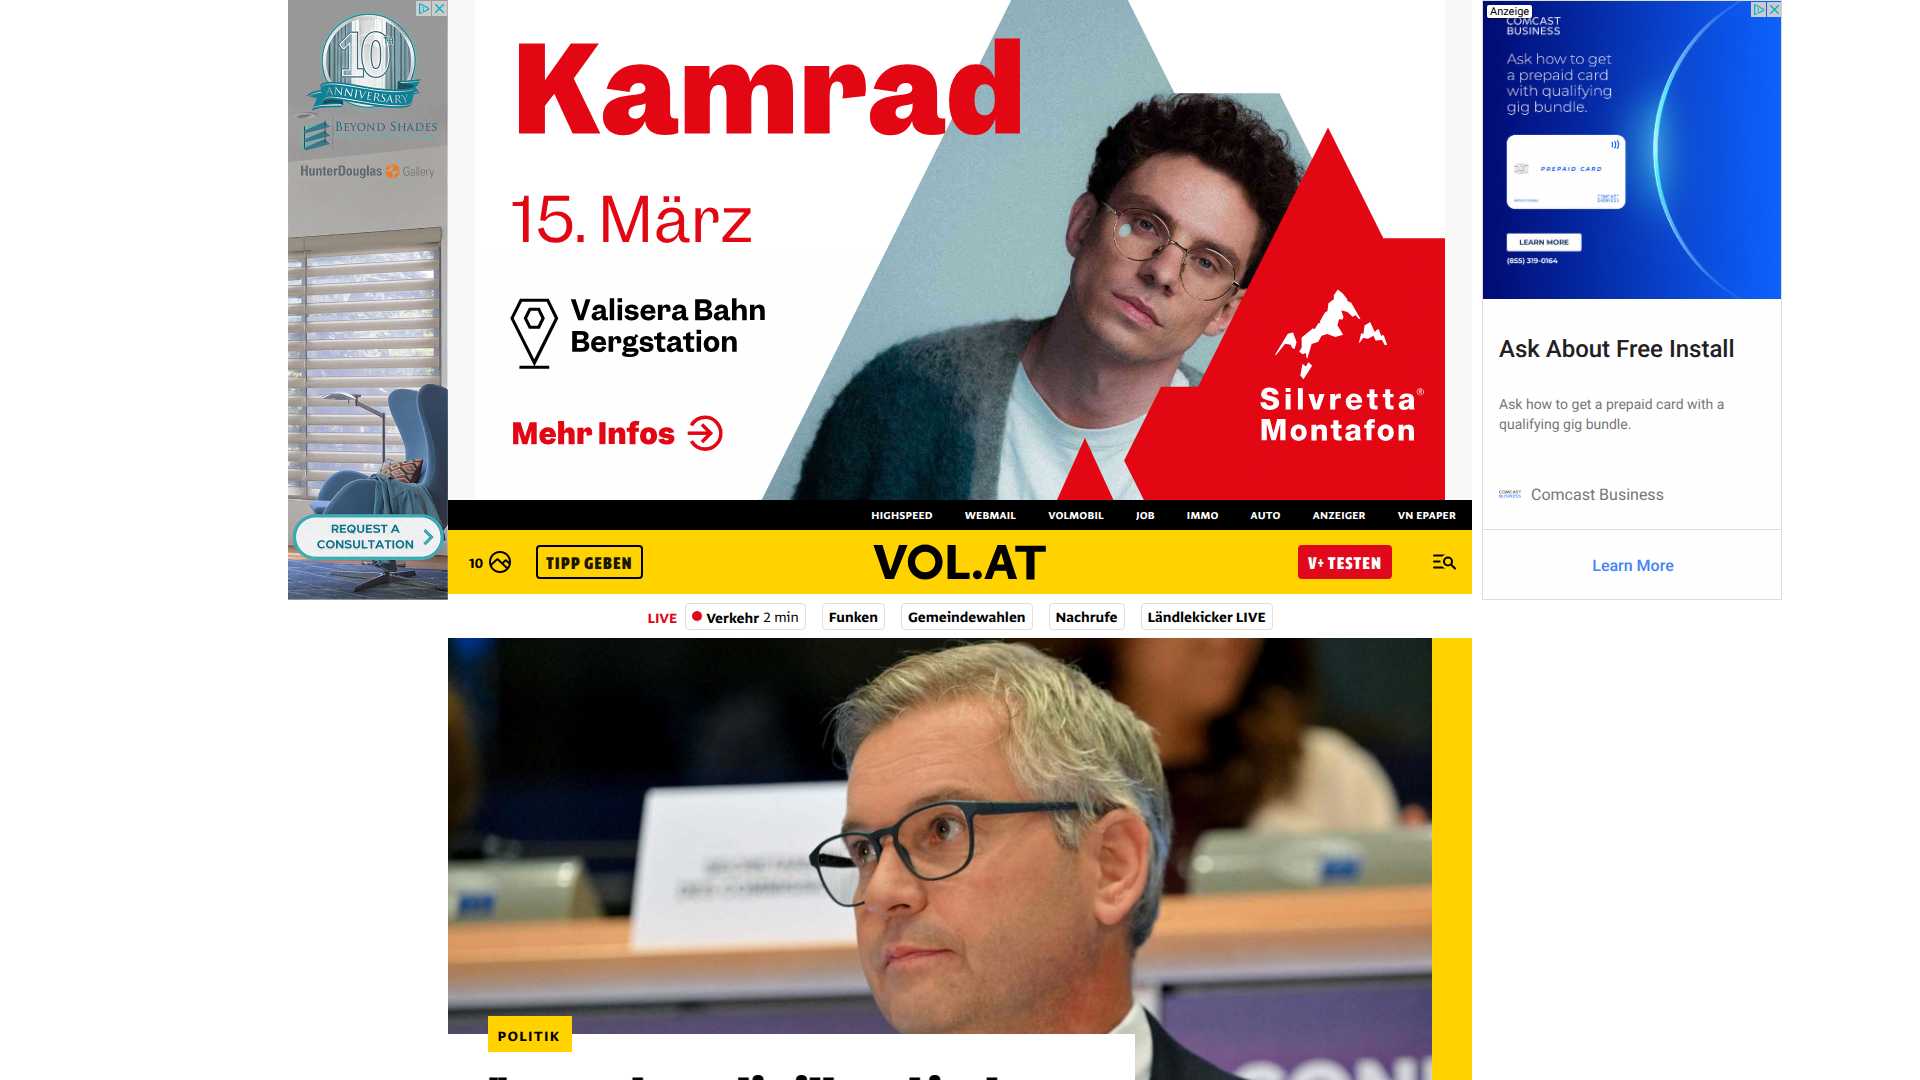 10TH
ANNIVERSARY
BEYOND SHADES
HunterDouglas Gallery
REQUEST A
CONSULTATION
Kamrad
15. März
Valisera Bahn
Bergstation
Mehr Infos
Silvretta®
Montafon
Anzeige
COMCAST
BUSINESS
Ask how to get
a prepaid card
with qualifying
gig bundle.
PREPAID CARD
LEARN MORE
(855) 319-0164
Ask About Free Install
Ask how to get a prepaid card with a
qualifying gig bundle.
Comcast Business
Learn More
HIGHSPEED WEBMAIL VOLMOBIL JOB IMMO AUTO ANZEIGER VN EPAPER
10 TIPP GEBEN VOL.AT V+ TESTEN
LIVE Verkehr 2 min Funken Gemeindewahlen Nachrufe Ländlekicker LIVE
POLITIK